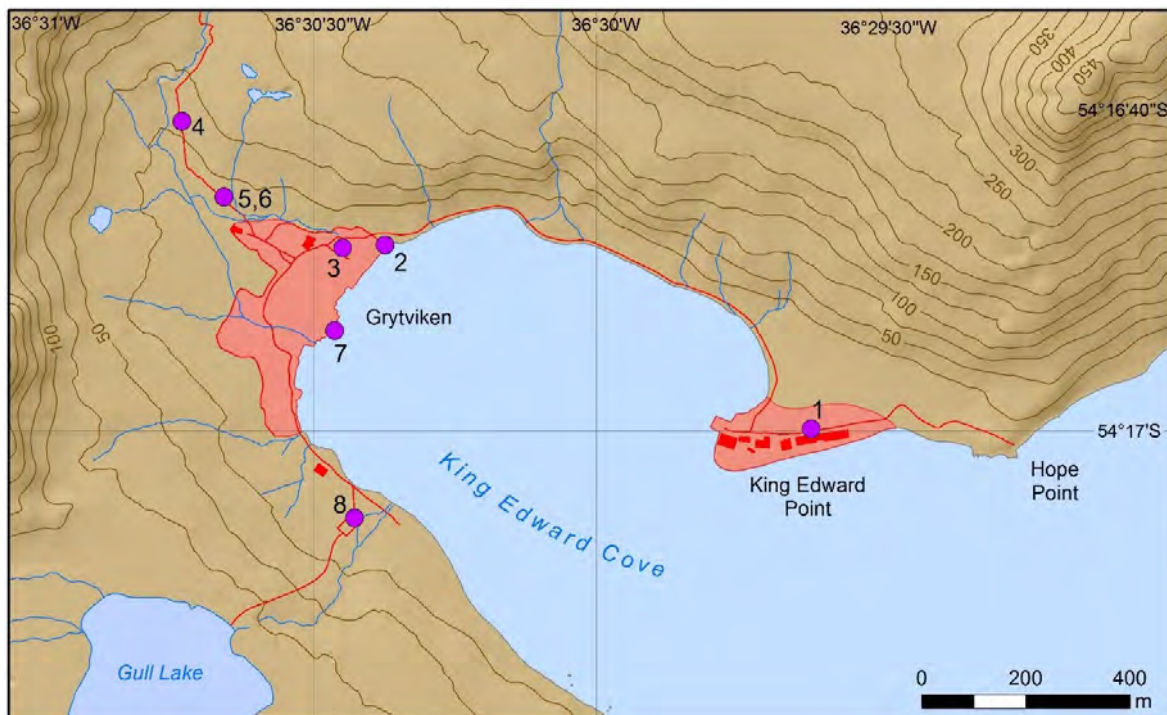 36°31'W
36°30'30"W
36°30'W
36°29'30"W
350
400
450
54°16'40"S
4
300
5,6
250
200
3
2
150
Grytviken
100
50
50
100
7
1
54°17'S
King Edward
Point
Hope
Point
King Edward Cove
8
Gull Lake
0
200
400
m